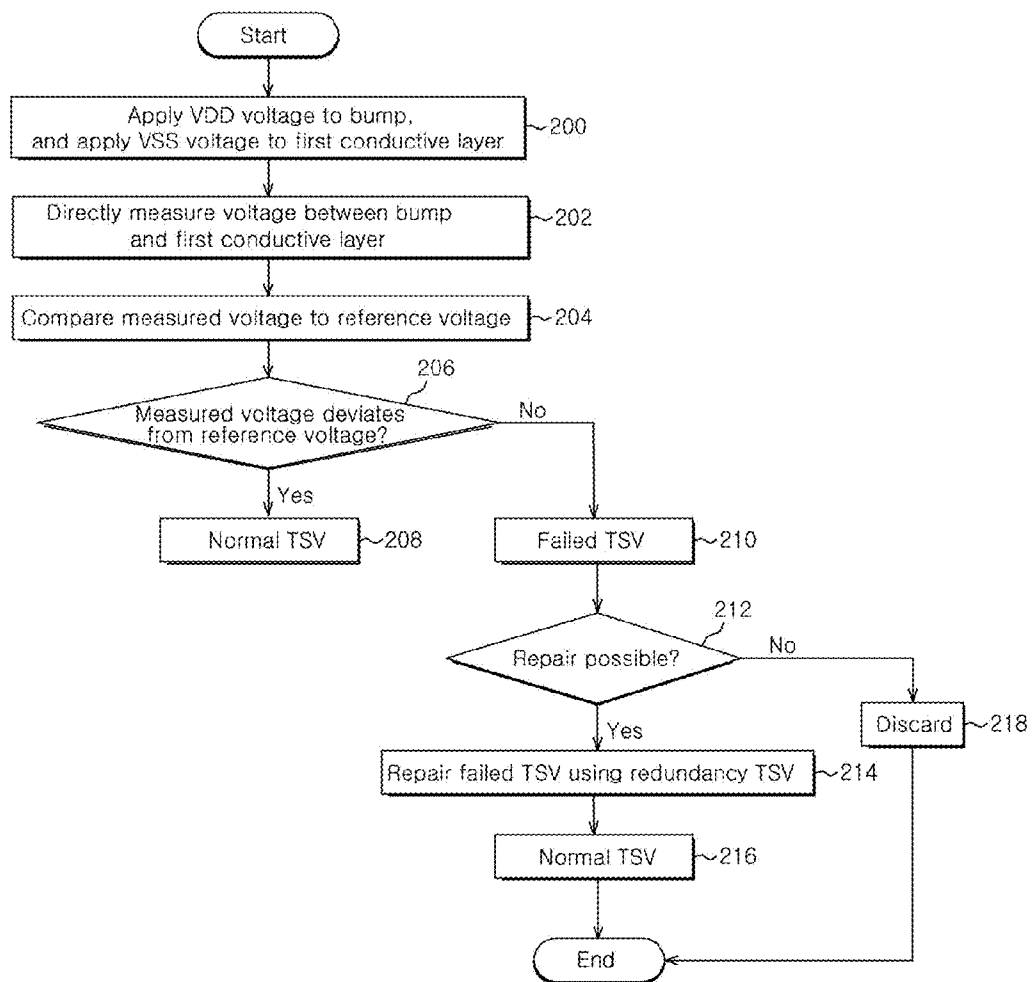 Start
Apply VDD voltage to bump,
and apply VSS voltage to first conductive layer
200
Directly measure voltage between bump
and first conductive layer
202
Compare measured voltage to reference voltage
204
206
Measured voltage deviates
from reference voltage?
No
Yes
Normal TSV
208
Failed TSV
210
212
Repair possible?
No
Yes
Discard
218
Repair failed TSV using redundancy TSV
214
Normal TSV
216
End